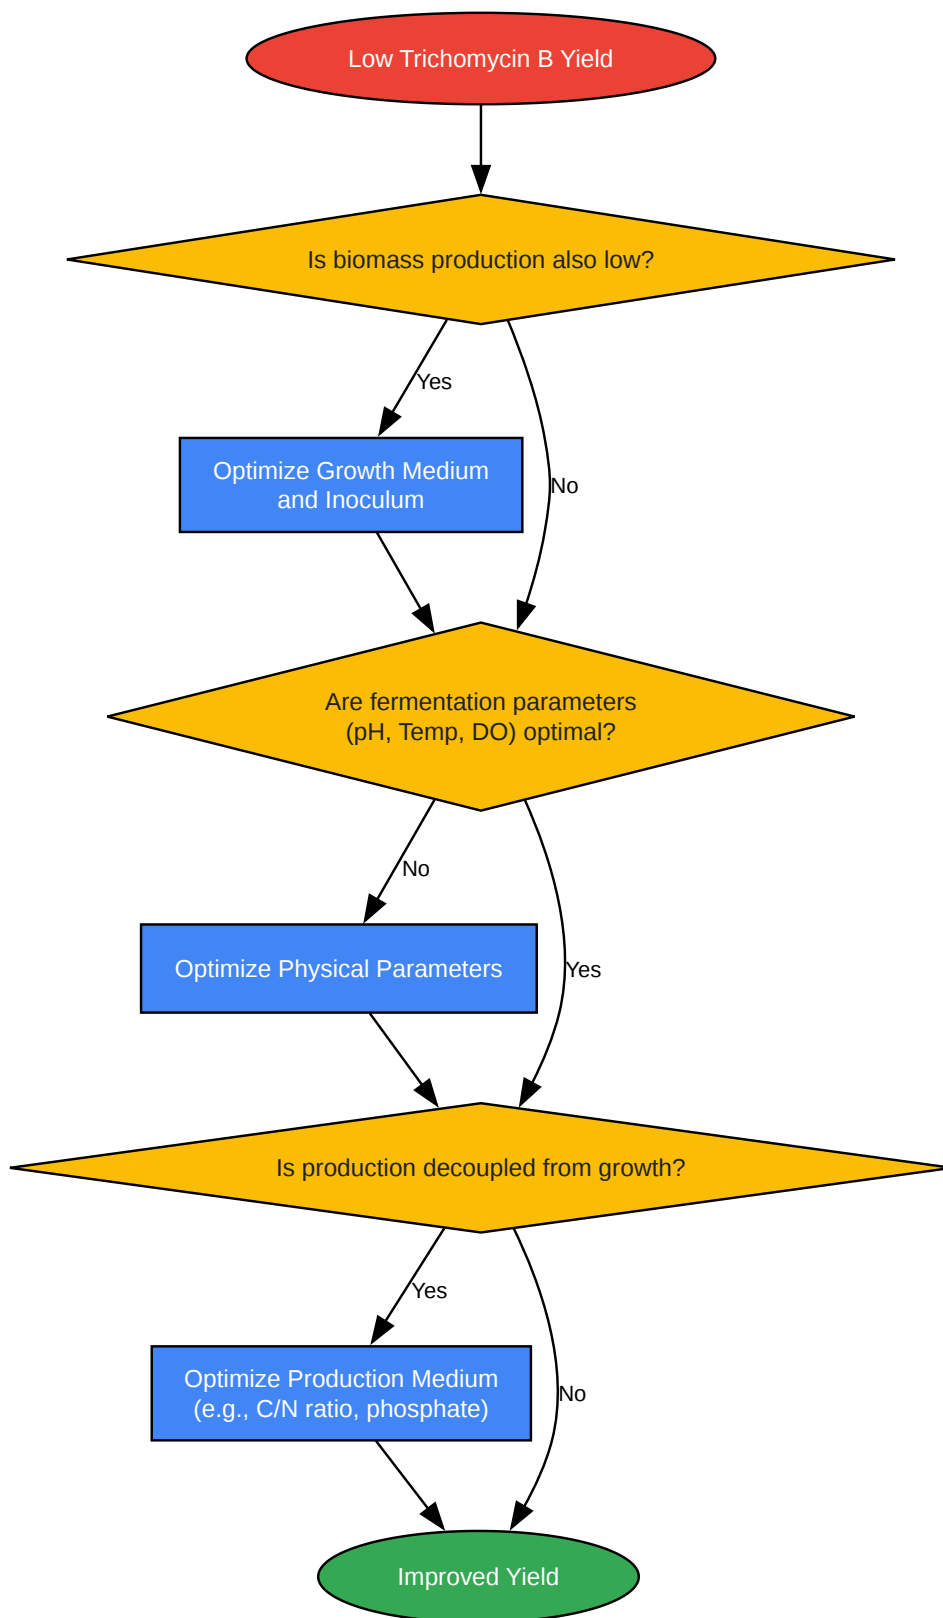 Low Trichomycin B Yield
Is biomass production also low?
Yes
Optimize Growth Medium
and Inoculum
No
Are fermentation parameters
(pH, Temp, DO) optimal?
No
Optimize Physical Parameters
Yes
Is production decoupled from growth?
Yes
Optimize Production Medium
(e.g., C/N ratio, phosphate)
No
Improved Yield